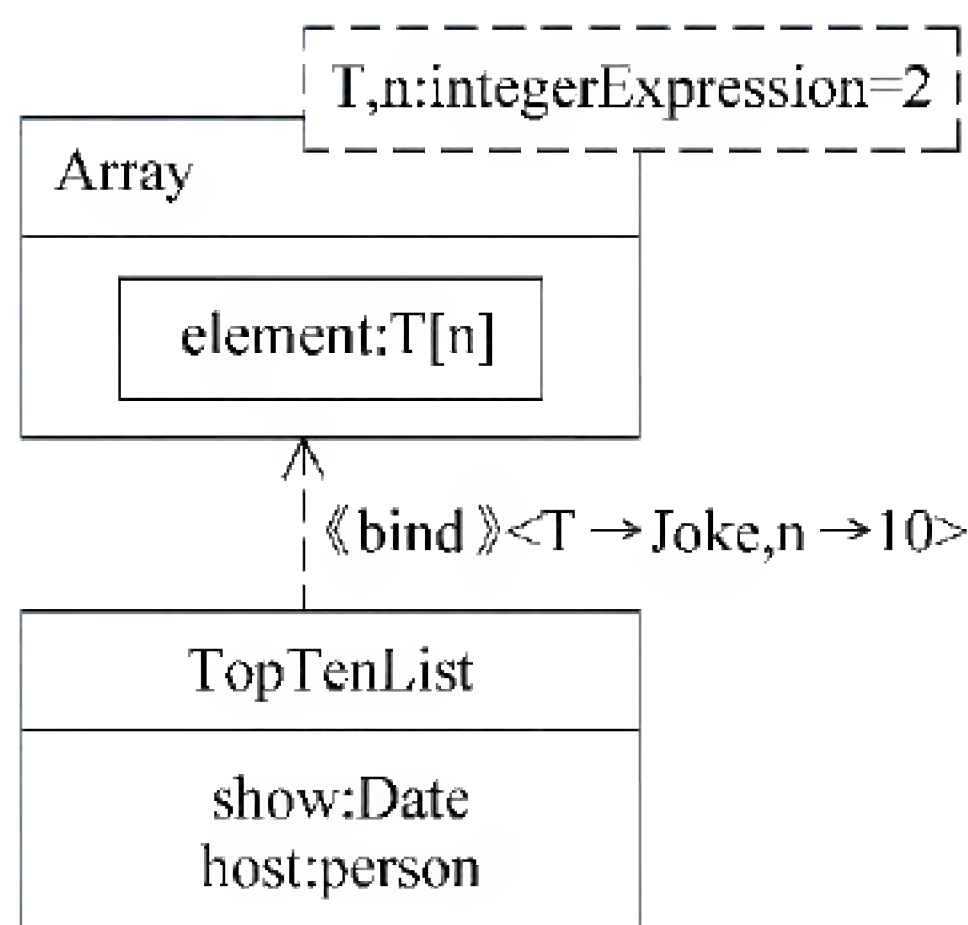 T,n:integerExpression=2
Array
element:T[n]
《bind》<T→Joke,n→10>
TopTenList
show:Date
host:person